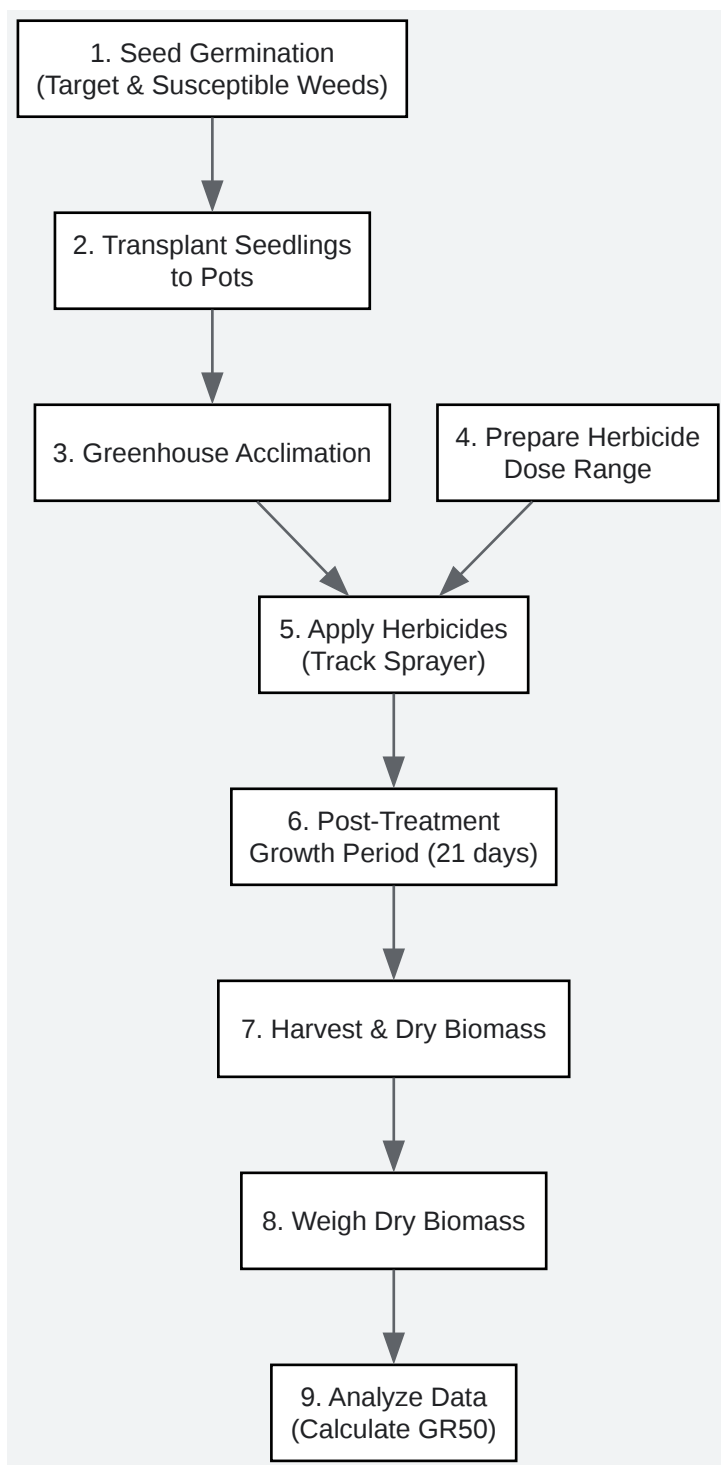 1. Seed Germination
(Target & Susceptible Weeds)
2. Transplant Seedlings
to Pots
3. Greenhouse Acclimation
4. Prepare Herbicide
Dose Range
5. Apply Herbicides
(Track Sprayer)
6. Post-Treatment
Growth Period (21 days)
7. Harvest & Dry Biomass
8. Weigh Dry Biomass
9. Analyze Data
(Calculate GR50)